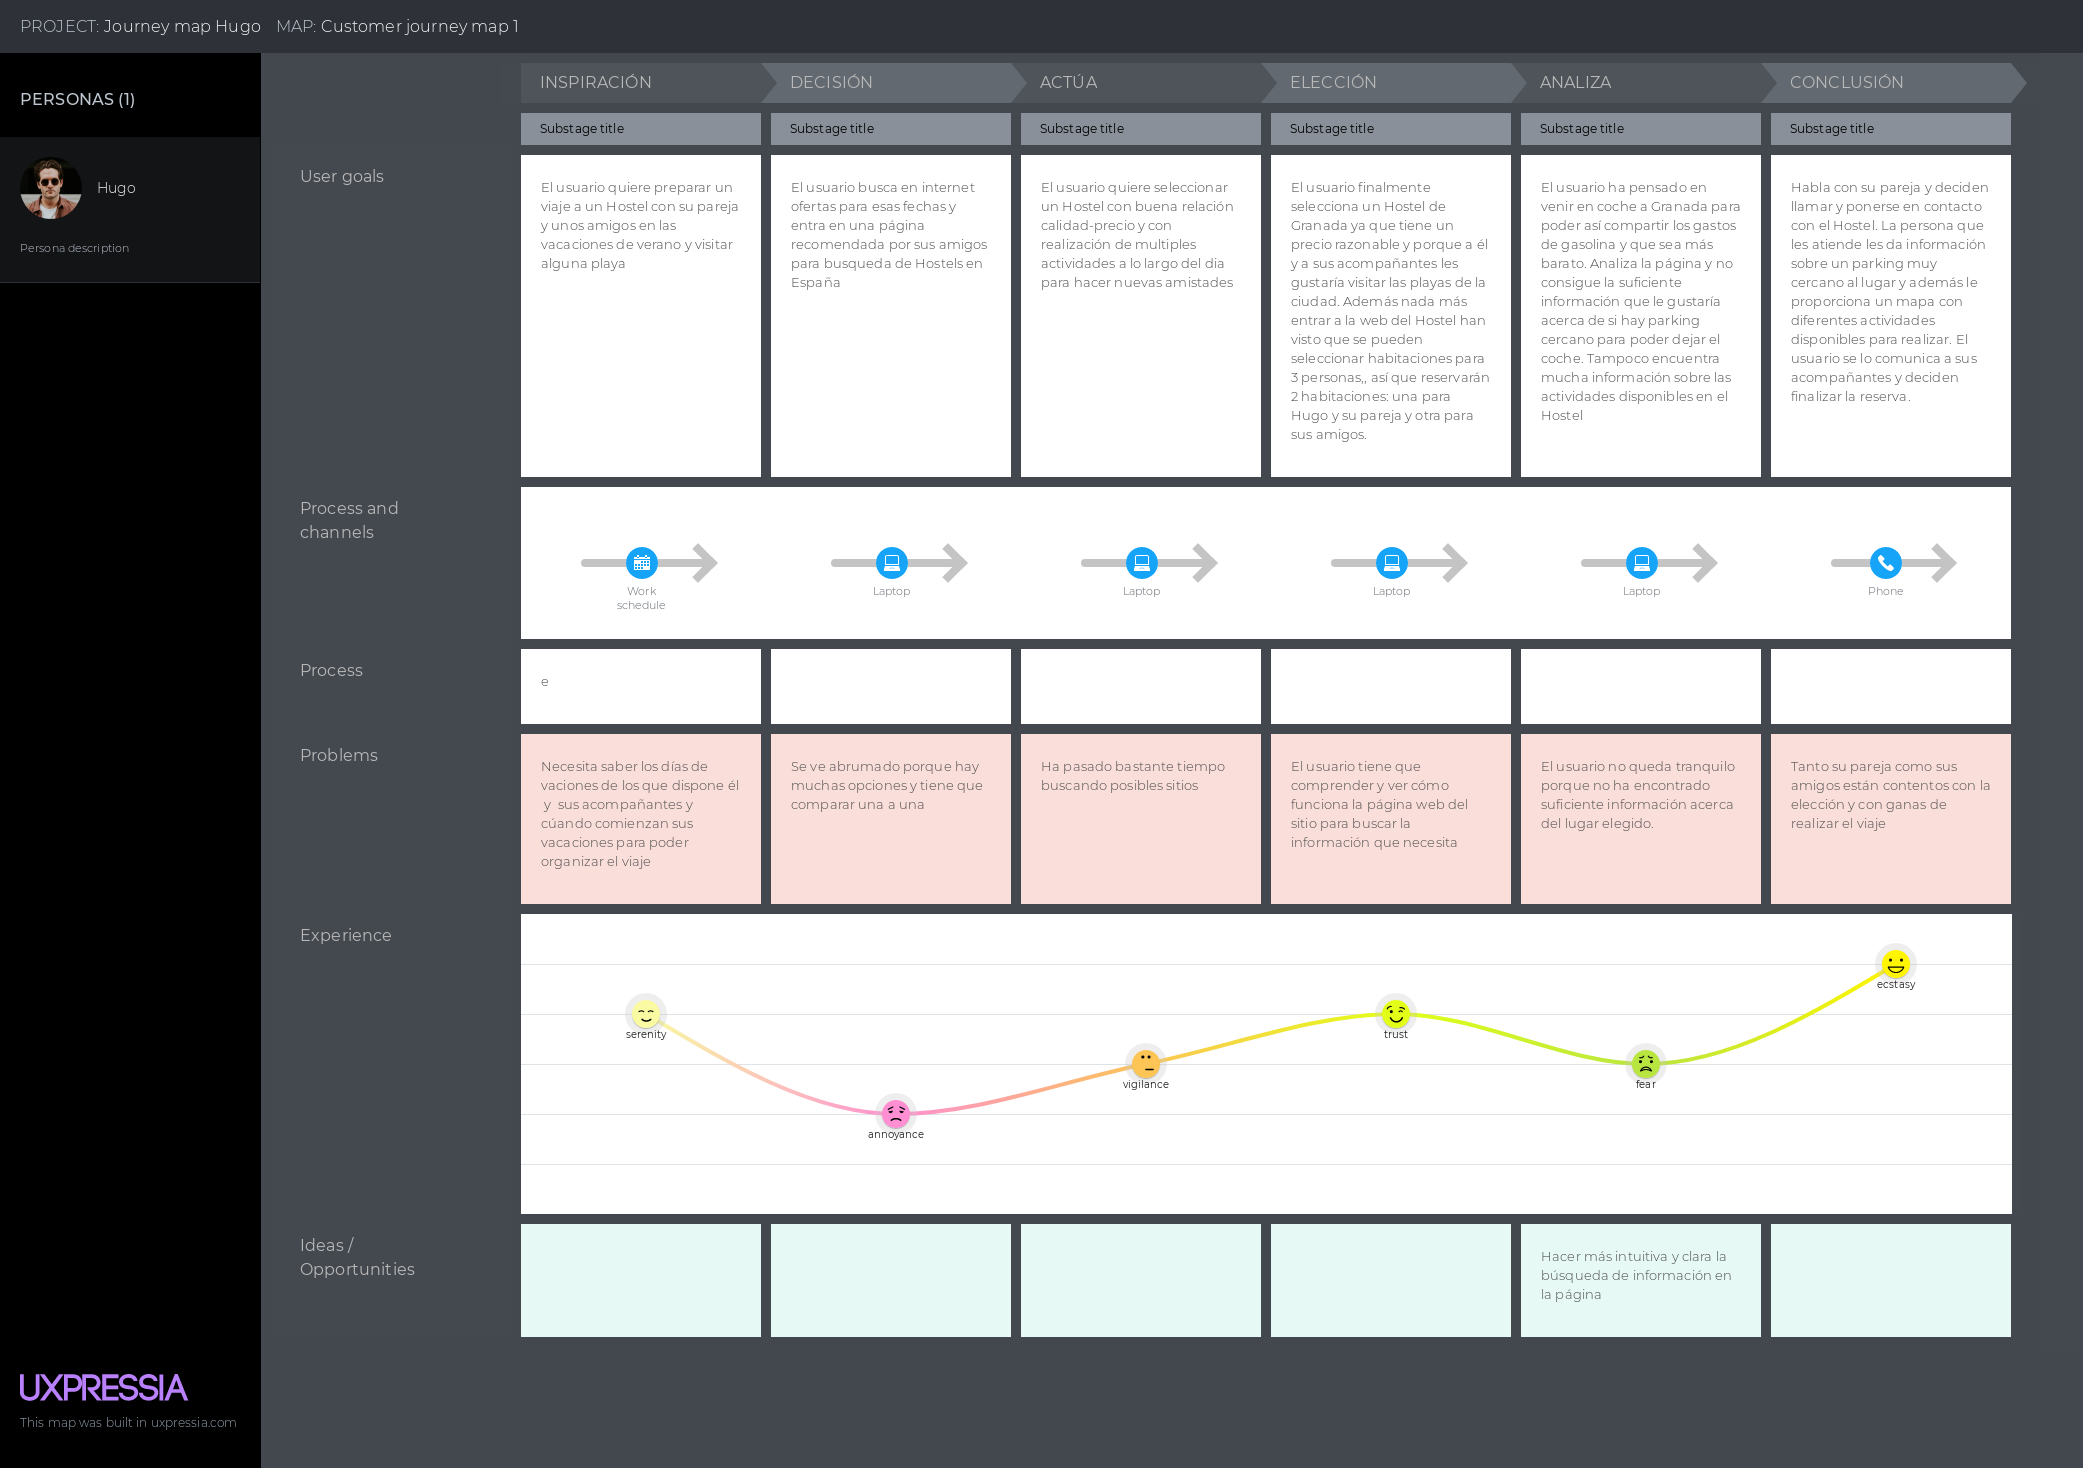 PROJECT: Journey map Hugo MAP: Customer journey map 1
PERSONAS (1)
Hugo
Persona description
INSPIRACIÓN
DECISIÓN
ACTÚA
ELECCIÓN
ANALIZA
CONCLUSIÓN
Substage title
Substage title
Substage title
Substage title
Substage title
Substage title
User goals
El usuario quiere preparar un
viaje a un Hostel con su pareja
y unos amigos en las
vacaciones de verano y visitar
alguna playa
El usuario busca en internet
ofertas para esas fechas y
entra en una página
recomendada por sus amigos
para busqueda de Hostels en
España
El usuario quiere seleccionar
un Hostel con buena relación
calidad-precio y con
realización de multiples
actividades a lo largo del dia
para hacer nuevas amistades
El usuario finalmente
selecciona un Hostel de
Granada ya que tiene un
precio razonable y porque a él
y a sus acompañantes les
gustaría visitar las playas de la
ciudad. Además nada más
entrar a la web del Hostel han
visto que se pueden
seleccionar habitaciones para
3 personas,, así que reservarán
2 habitaciones: una para
Hugo y su pareja y otra para
sus amigos.
El usuario ha pensado en
venir en coche a Granada para
poder así compartir los gastos
de gasolina y que sea más
barato. Analiza la página y no
consigue la suficiente
información que le gustaría
acerca de si hay parking
cercano para poder dejar el
coche. Tampoco encuentra
mucha información sobre las
actividades disponibles en el
Hostel
Habla con su pareja y deciden
llamar y ponerse en contacto
con el Hostel. La persona que
les atiende les da información
sobre un parking muy
cercano al lugar y además le
proporciona un mapa con
diferentes actividades
disponibles para realizar. El
usuario se lo comunica a sus
acompañantes y deciden
finalizar la reserva.
Process and
channels
Work
schedule
Laptop
Laptop
Laptop
Laptop
Phone
Process
e
Problems
Necesita saber los días de
vaciones de los que dispone él
y sus acompañantes y
cúando comienzan sus
vacaciones para poder
organizar el viaje
Se ve abrumado porque hay
muchas opciones y tiene que
comparar una a una
Ha pasado bastante tiempo
buscando posibles sitios
El usuario tiene que
comprender y ver cómo
funciona la página web del
sitio para buscar la
información que necesita
El usuario no queda tranquilo
porque no ha encontrado
suficiente información acerca
del lugar elegido.
Tanto su pareja como sus
amigos están contentos con la
elección y con ganas de
realizar el viaje
Experience
serenity
annoyance
vigilance
trust
fear
ecstasy
Ideas /
Opportunities
Hacer más intuitiva y clara la
búsqueda de información en
la página
UXPRESSIA
This map was built in uxpressia.com